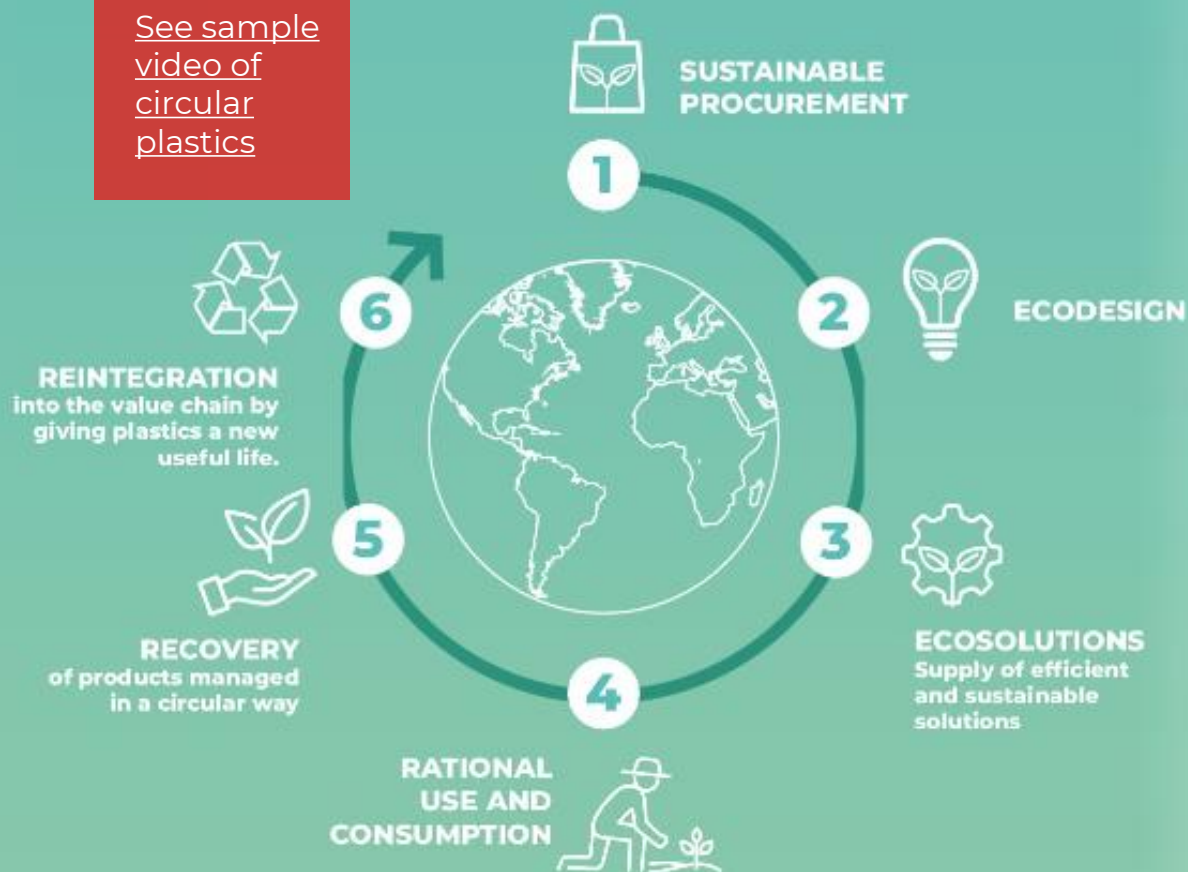 See sample
video of
circular
plastics
SUSTAINABLE
PROCUREMENT
1
2
ECODESIGN
3
ECOSOLUTIONS
Supply of efficient
and sustainable
solutions
4
RATIONAL
USE AND
CONSUMPTION
5
RECOVERY
of products managed
in a circular way
6
REINTEGRATION
into the value chain by
giving plastics a new
useful life.